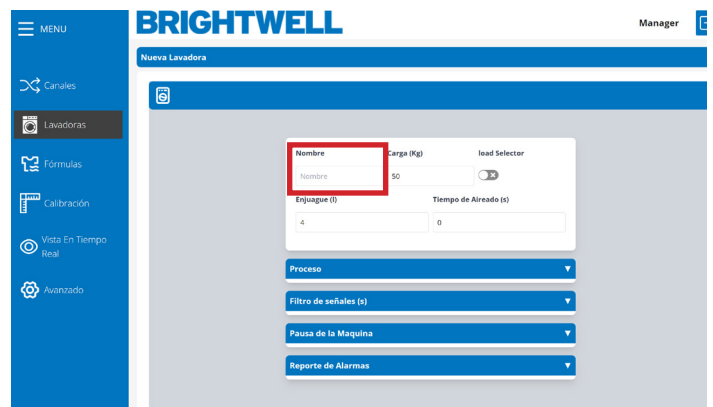 MENU
BRIGHTWELL
Manager
Nueva Lavadora
Canales
Lavadoras
Fórmulas
Calibración
Vista En Tiempo
Real
Avanzado
Nombre
Carga (Kg)
load Selector
Nombre
50
Enjuague (l)
Tiempo de Aireado (s)
4
0
Proceso
Filtro de señales (s)
Pausa de la Maquina
Reporte de Alarmas